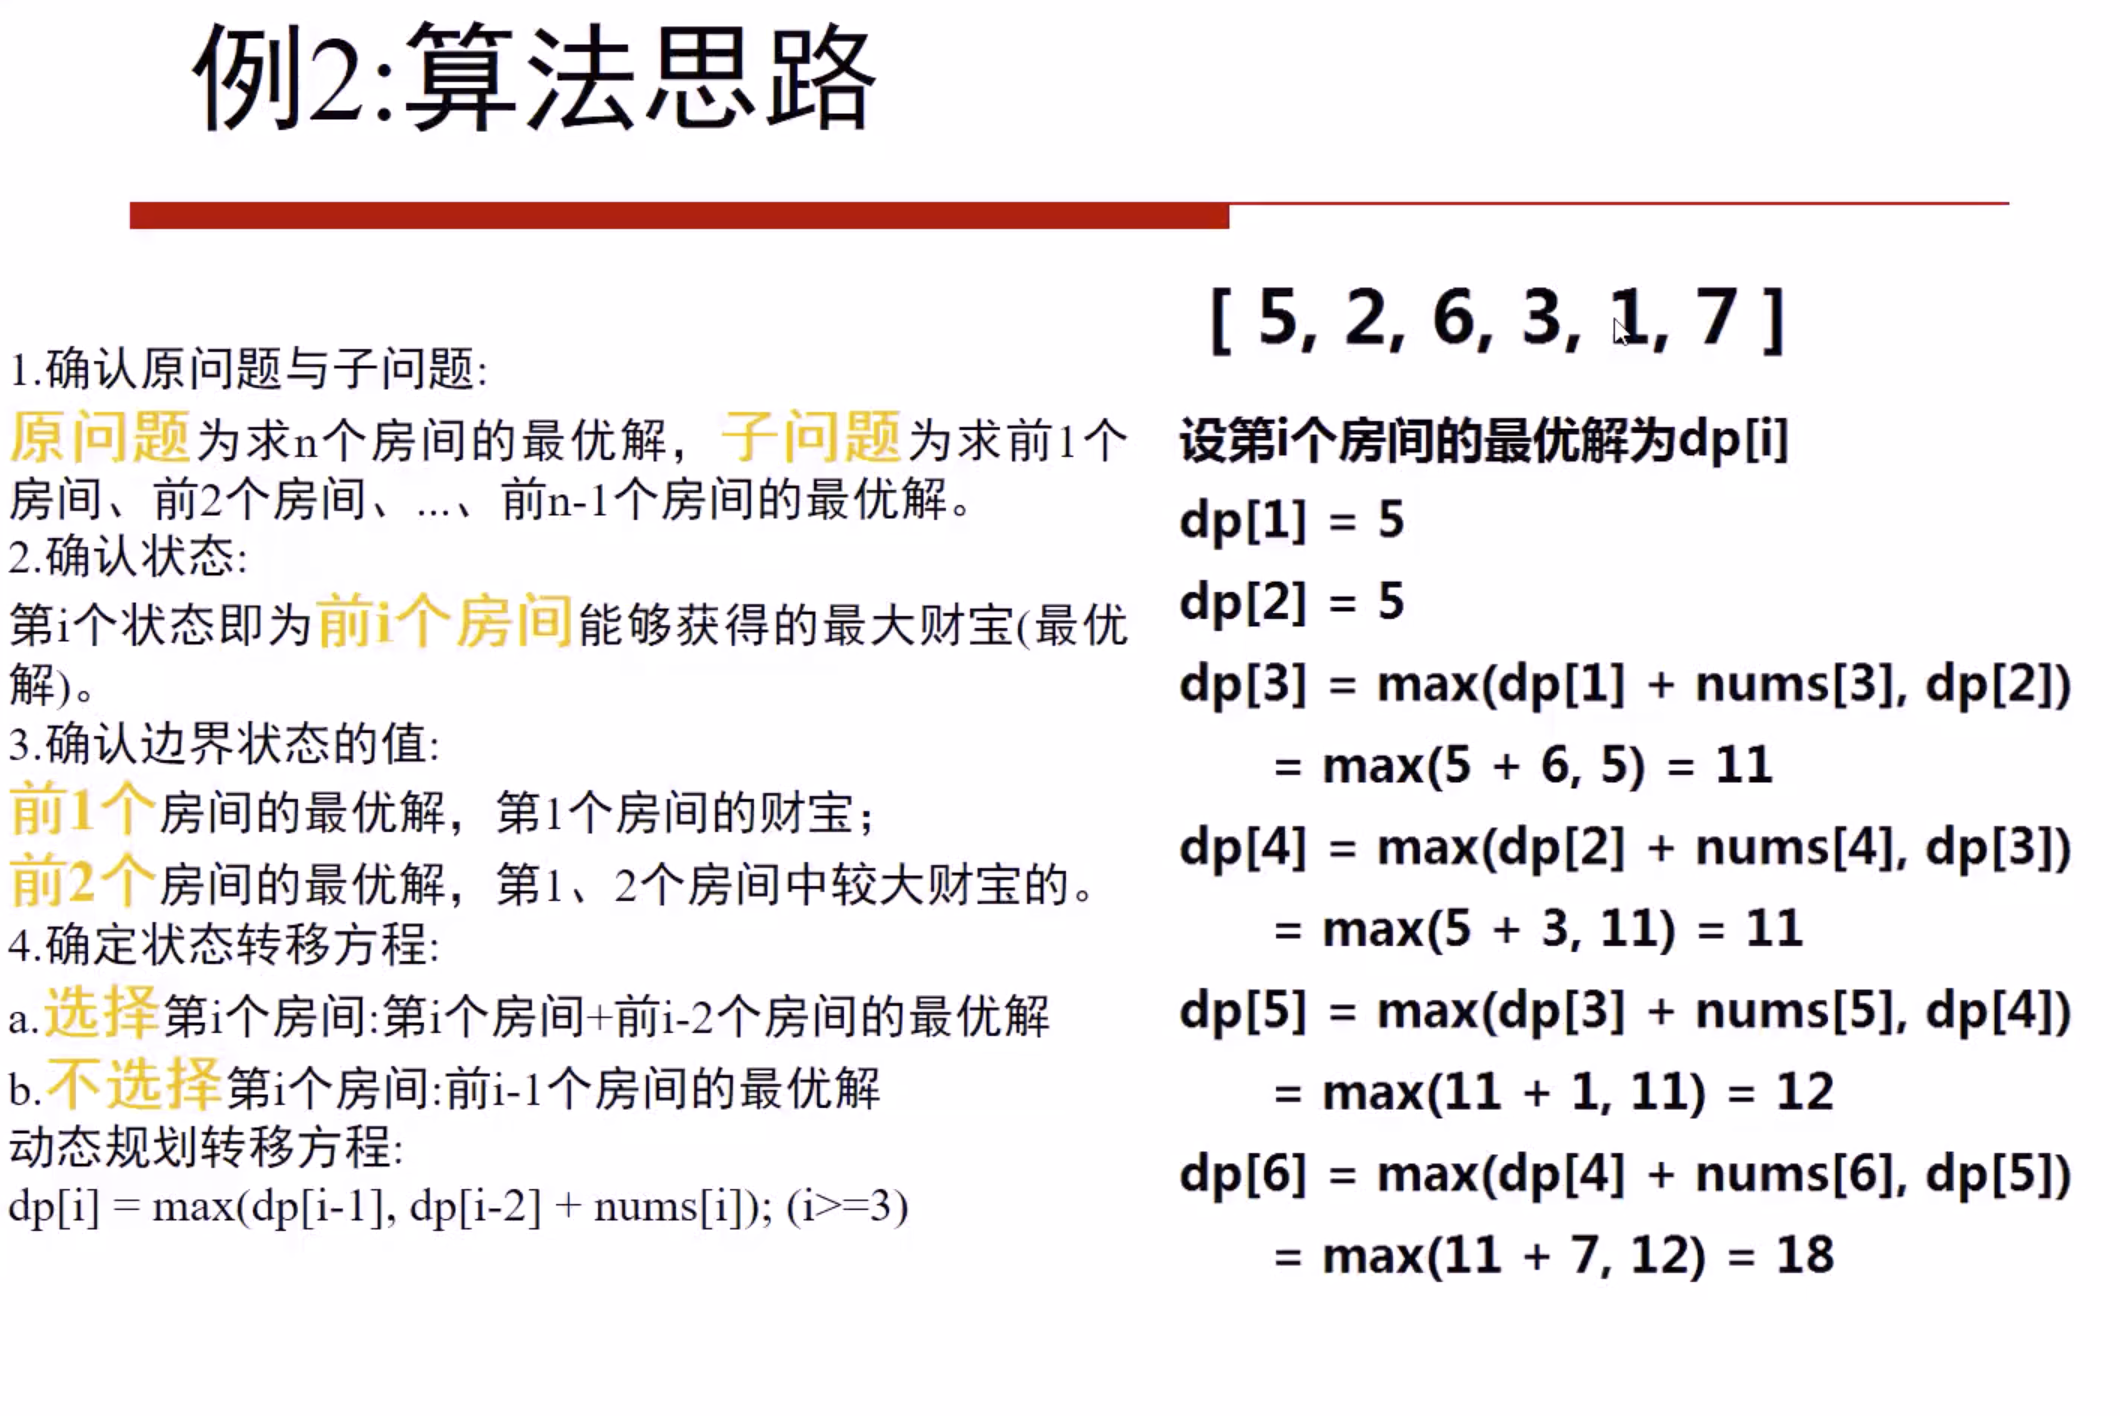 例2:算法思路
1.确认原问题与子问题:
原问题为求n个房间的最优解，子问题为求前1个
房间、前2个房间、...、前n-1个房间的最优解。
2.确认状态:
第i个状态即为前i个房间能够获得的最大财宝(最优
解)。
3.确认边界状态的值:
前1个房间的最优解，第1个房间的财宝；
前2个房间的最优解，第1、2个房间中较大财宝的。
4.确定状态转移方程:
a.选择第i个房间:第i个房间+前i-2个房间的最优解
b.不选择第i个房间:前i-1个房间的最优解
动态规划转移方程:
dp[i] = max(dp[i-1], dp[i-2] + nums[i]); (i>=3)
[ 5, 2, 6, 3, 1, 7 ]
设第i个房间的最优解为dp[i]
dp[1] = 5
dp[2] = 5
dp[3] = max(dp[1] + nums[3], dp[2])
= max(5 + 6, 5) = 11
dp[4] = max(dp[2] + nums[4], dp[3])
= max(5 + 3, 11) = 11
dp[5] = max(dp[3] + nums[5], dp[4])
= max(11 + 1, 11) = 12
dp[6] = max(dp[4] + nums[6], dp[5])
= max(11 + 7, 12) = 18